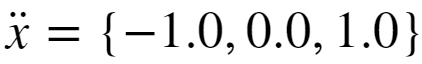 ẍ = {−1.0, 0.0, 1.0}